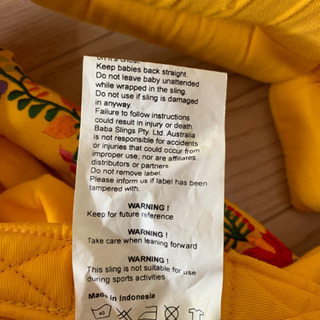 Keep babies back straight.
Do not leave baby unattended
while wrapped in the sling.
Do not use if sling is damaged
in anyway.
Failure to follow instructions
could result in injury or death.
Baba Slings Pty. Ltd. Australia
is not responsible for accidents
or injuries that could occur from
improper use, nor are affiliates,
distributors or partners.
Do not remove label.
Please inform us if label has been
tampered with.
WARNING !
Keep for future reference
WARNING !
Take care when leaning forward
WARNING !
This sling is not suitable for use
during sports activities.
Made in Indonesia
40